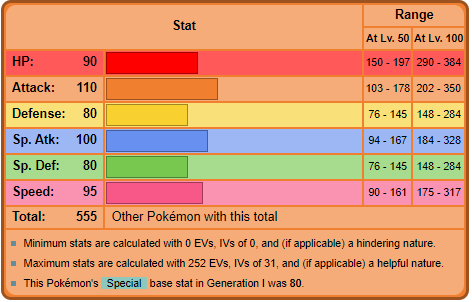 Stat
Range
At Lv. 50 At Lv. 100
HP: 90 150 - 197 290 - 384
Attack: 110 103 - 178 202 - 350
Defense: 80 76 - 145 148 - 284
Sp. Atk: 100 94 - 167 184 - 328
Sp. Def: 80 76 - 145 148 - 284
Speed: 95 90 - 161 175 - 317
Total: 555 Other Pokémon with this total
Minimum stats are calculated with 0 EVs, IVs of 0, and (if applicable) a hindering nature.
Maximum stats are calculated with 252 EVs, IVs of 31, and (if applicable) a helpful nature.
This Pokémon's Special base stat in Generation I was 80.